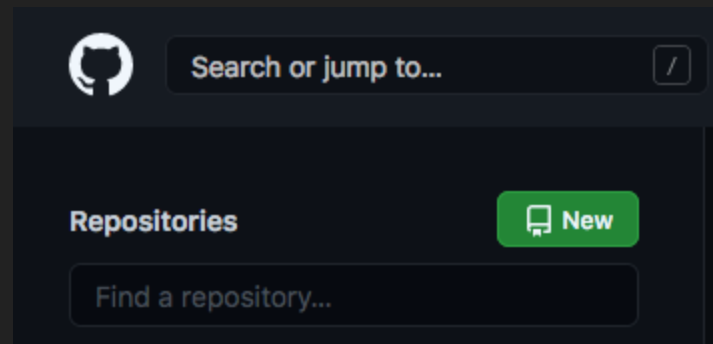 Search or jump to... /
Repositories
New
Find a repository...